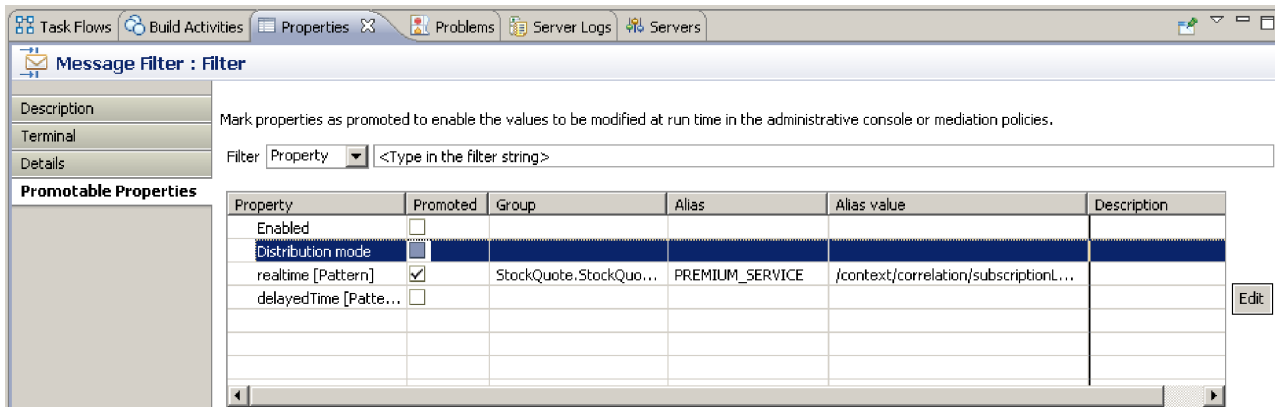 Task Flows Build Activities Properties Problems Server Logs Servers
Message Filter : Filter
Description
Terminal
Details
Promotable Properties
Mark properties as promoted to enable the values to be modified at run time in the administrative console or mediation policies.
Filter Property <Type in the filter string>
Property Promoted Group Alias Alias value Description
Enabled
Distribution mode
realtime [Pattern] StockQuote.StockQuo... PREMIUM_SERVICE /context/correlation/subscriptionL...
delayedTime [Patte...
Edit